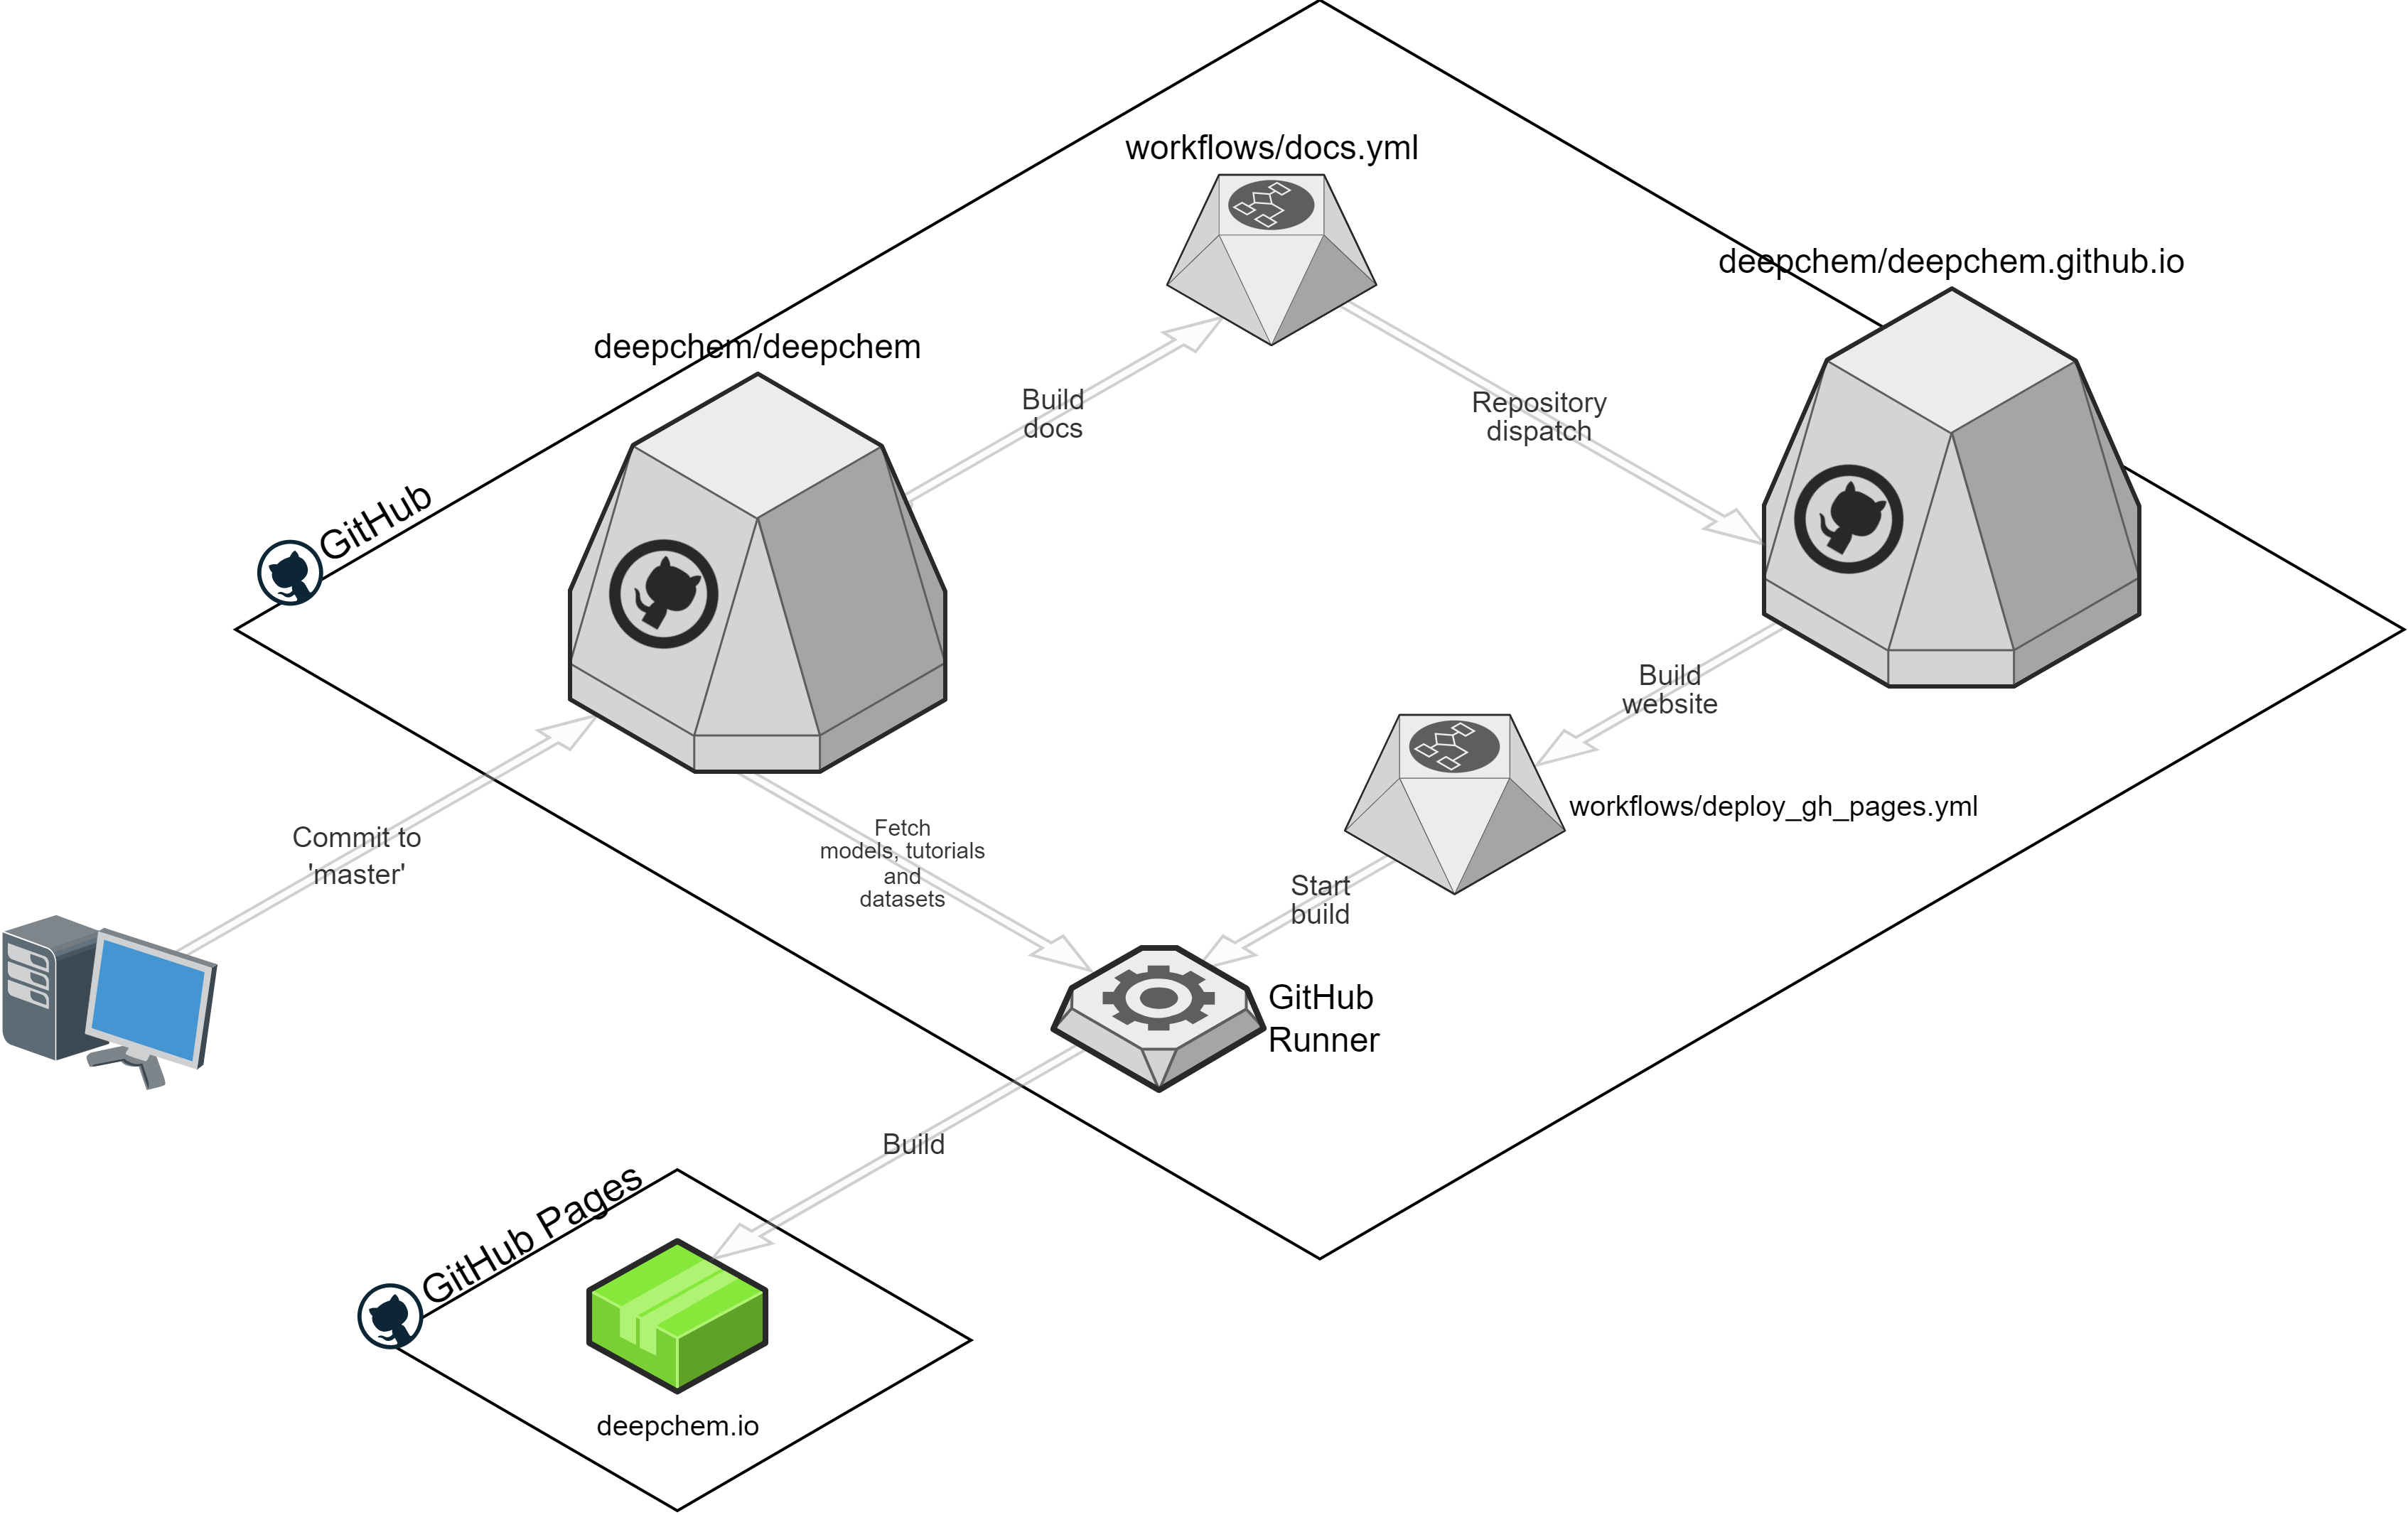 workflows/docs.yml
deepchem/deepchem.github.io
deepchem/deepchem
Build
docs
Repository
dispatch
GitHub
Build
website
workflows/deploy_gh_pages.yml
Commit to
'master'
Fetch
models, tutorials
and
datasets
Start
build
GitHub
Runner
Build
GitHub Pages
deepchem.io